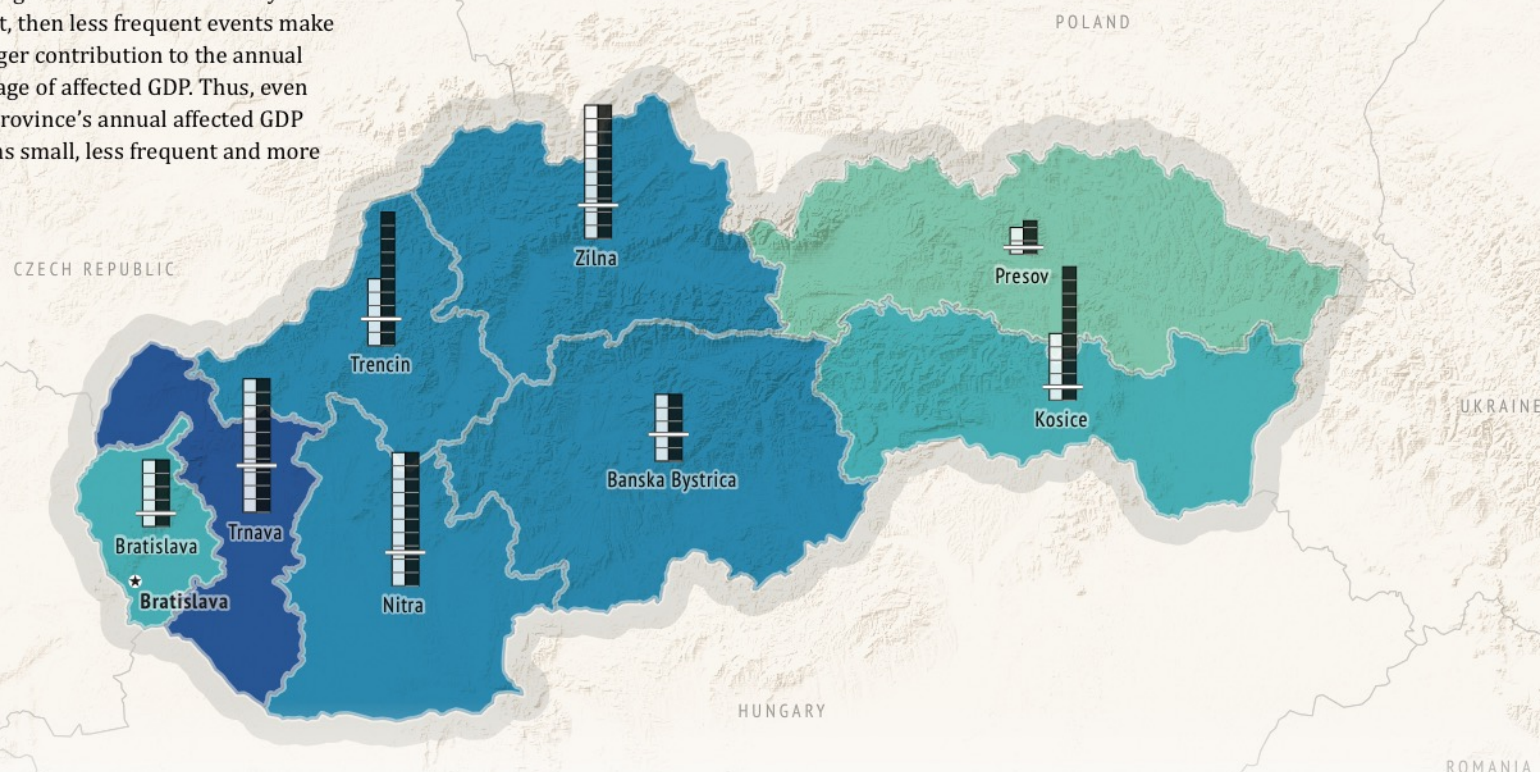 t, then less frequent events make
ger contribution to the annual
age of affected GDP. Thus, even
rovince's annual affected GDP
ns small, less frequent and more
POLAND
CZECH REPUBLIC
Zilna
Presov
Trencin
Kosice
UKRAINE
Banska Bystrica
Trnava
Bratislava
Bratislava
Nitra
HUNGARY
ROMANIA